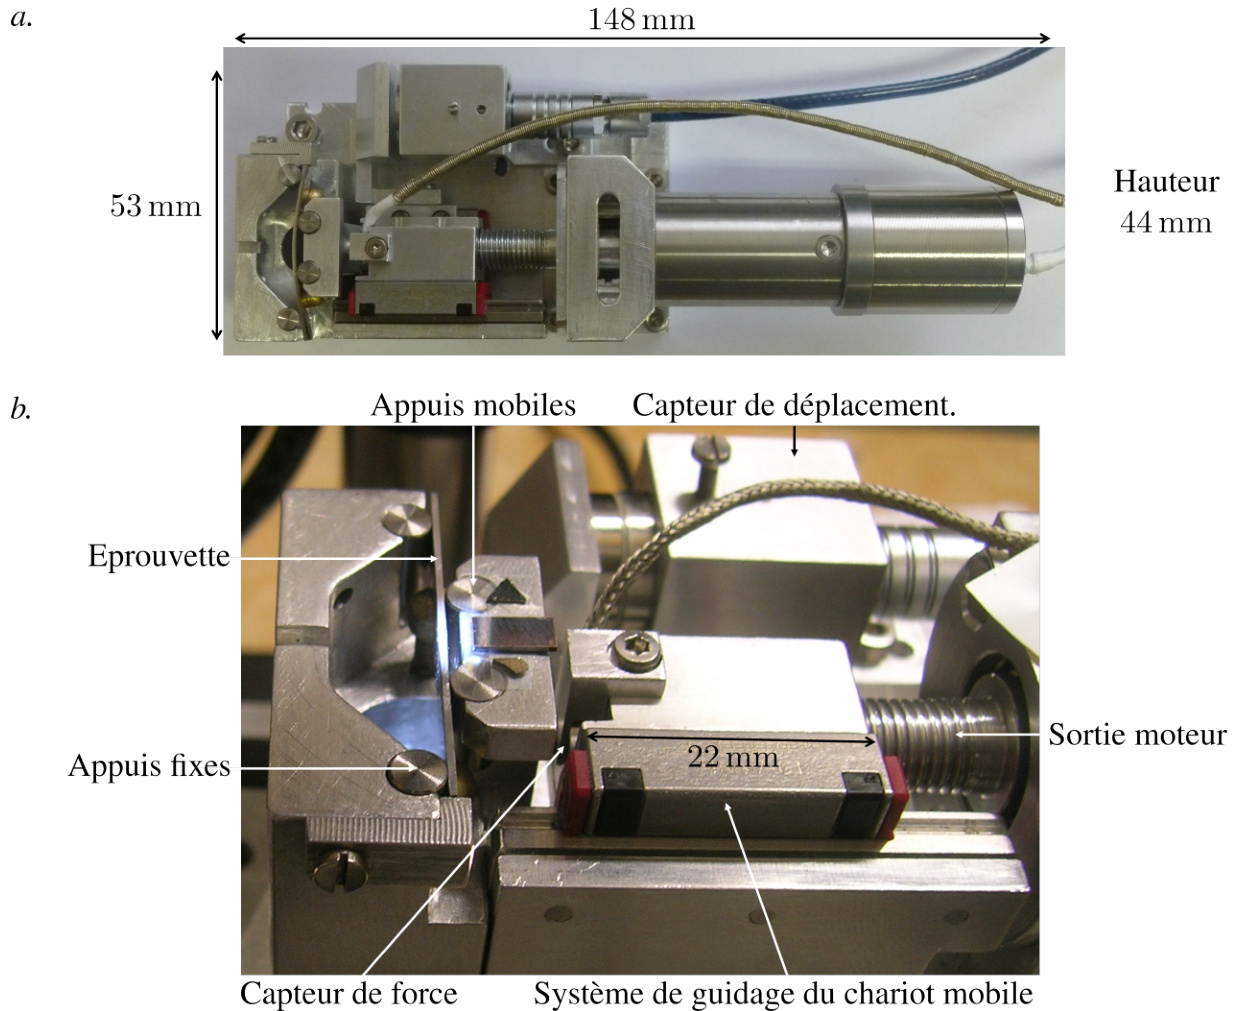 a.
148 mm
53 mm
Hauteur
44 mm
b.
Appuis mobiles
Capteur de déplacement.
Eprouvette
Appuis fixes
22 mm
Sortie moteur
Capteur de force
Système de guidage du chariot mobile